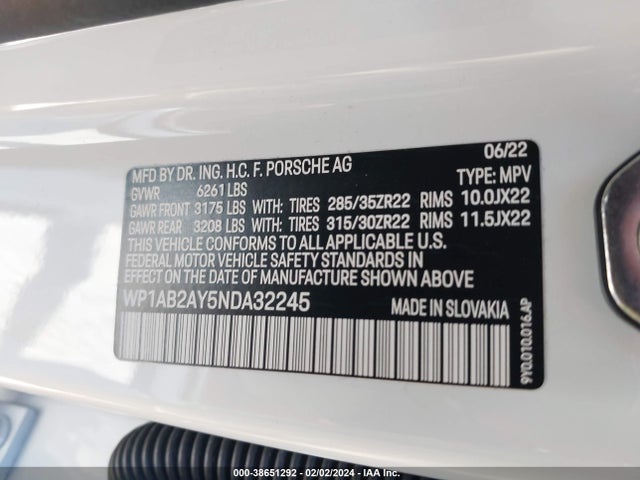 MFD BY DR. ING. H.C. F. PORSCHE AG 06/22
GVWR 6261 LBS TYPE: MPV
GAWR FRONT 3175 LBS WITH: TIRES 285/35ZR22 RIMS 10.0JX22
GAWR REAR 3208 LBS WITH: TIRES 315/30ZR22 RIMS 11.5JX22
THIS VEHICLE CONFORMS TO ALL APPLICABLE U.S.
FEDERAL MOTOR VEHICLE SAFETY STANDARDS IN
EFFECT ON THE DATE OF MANUFACTURE SHOWN ABOVE
WP1AB2AY5NDA32245 MADE IN SLOVAKIA
9Y0.010.016.AP
000-38651292 - 02/02/2024 - IAA Inc.